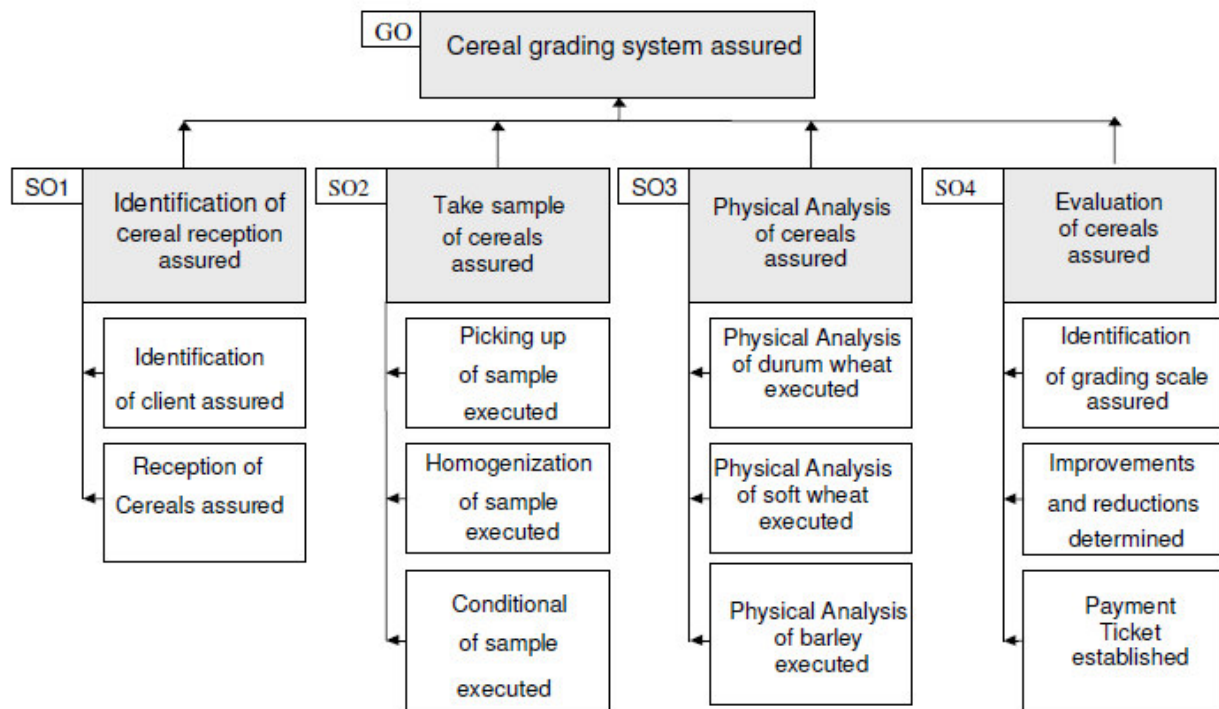 GO
Cereal grading system assured
SO1
Identification of
cereal reception
assured
SO2
Take sample
of cereals
assured
SO3
Physical Analysis
of cereals
assured
SO4
Evaluation
of cereals
assured
Identification
of client assured
Reception of
Cereals assured
Picking up
of sample
executed
Homogenization
of sample
executed
Conditional
of sample
executed
Physical Analysis
of durum wheat
executed
Physical Analysis
of soft wheat
executed
Physical Analysis
of barley
executed
Identification
of grading scale
assured
Improvements
and reductions
determined
Payment
Ticket
established